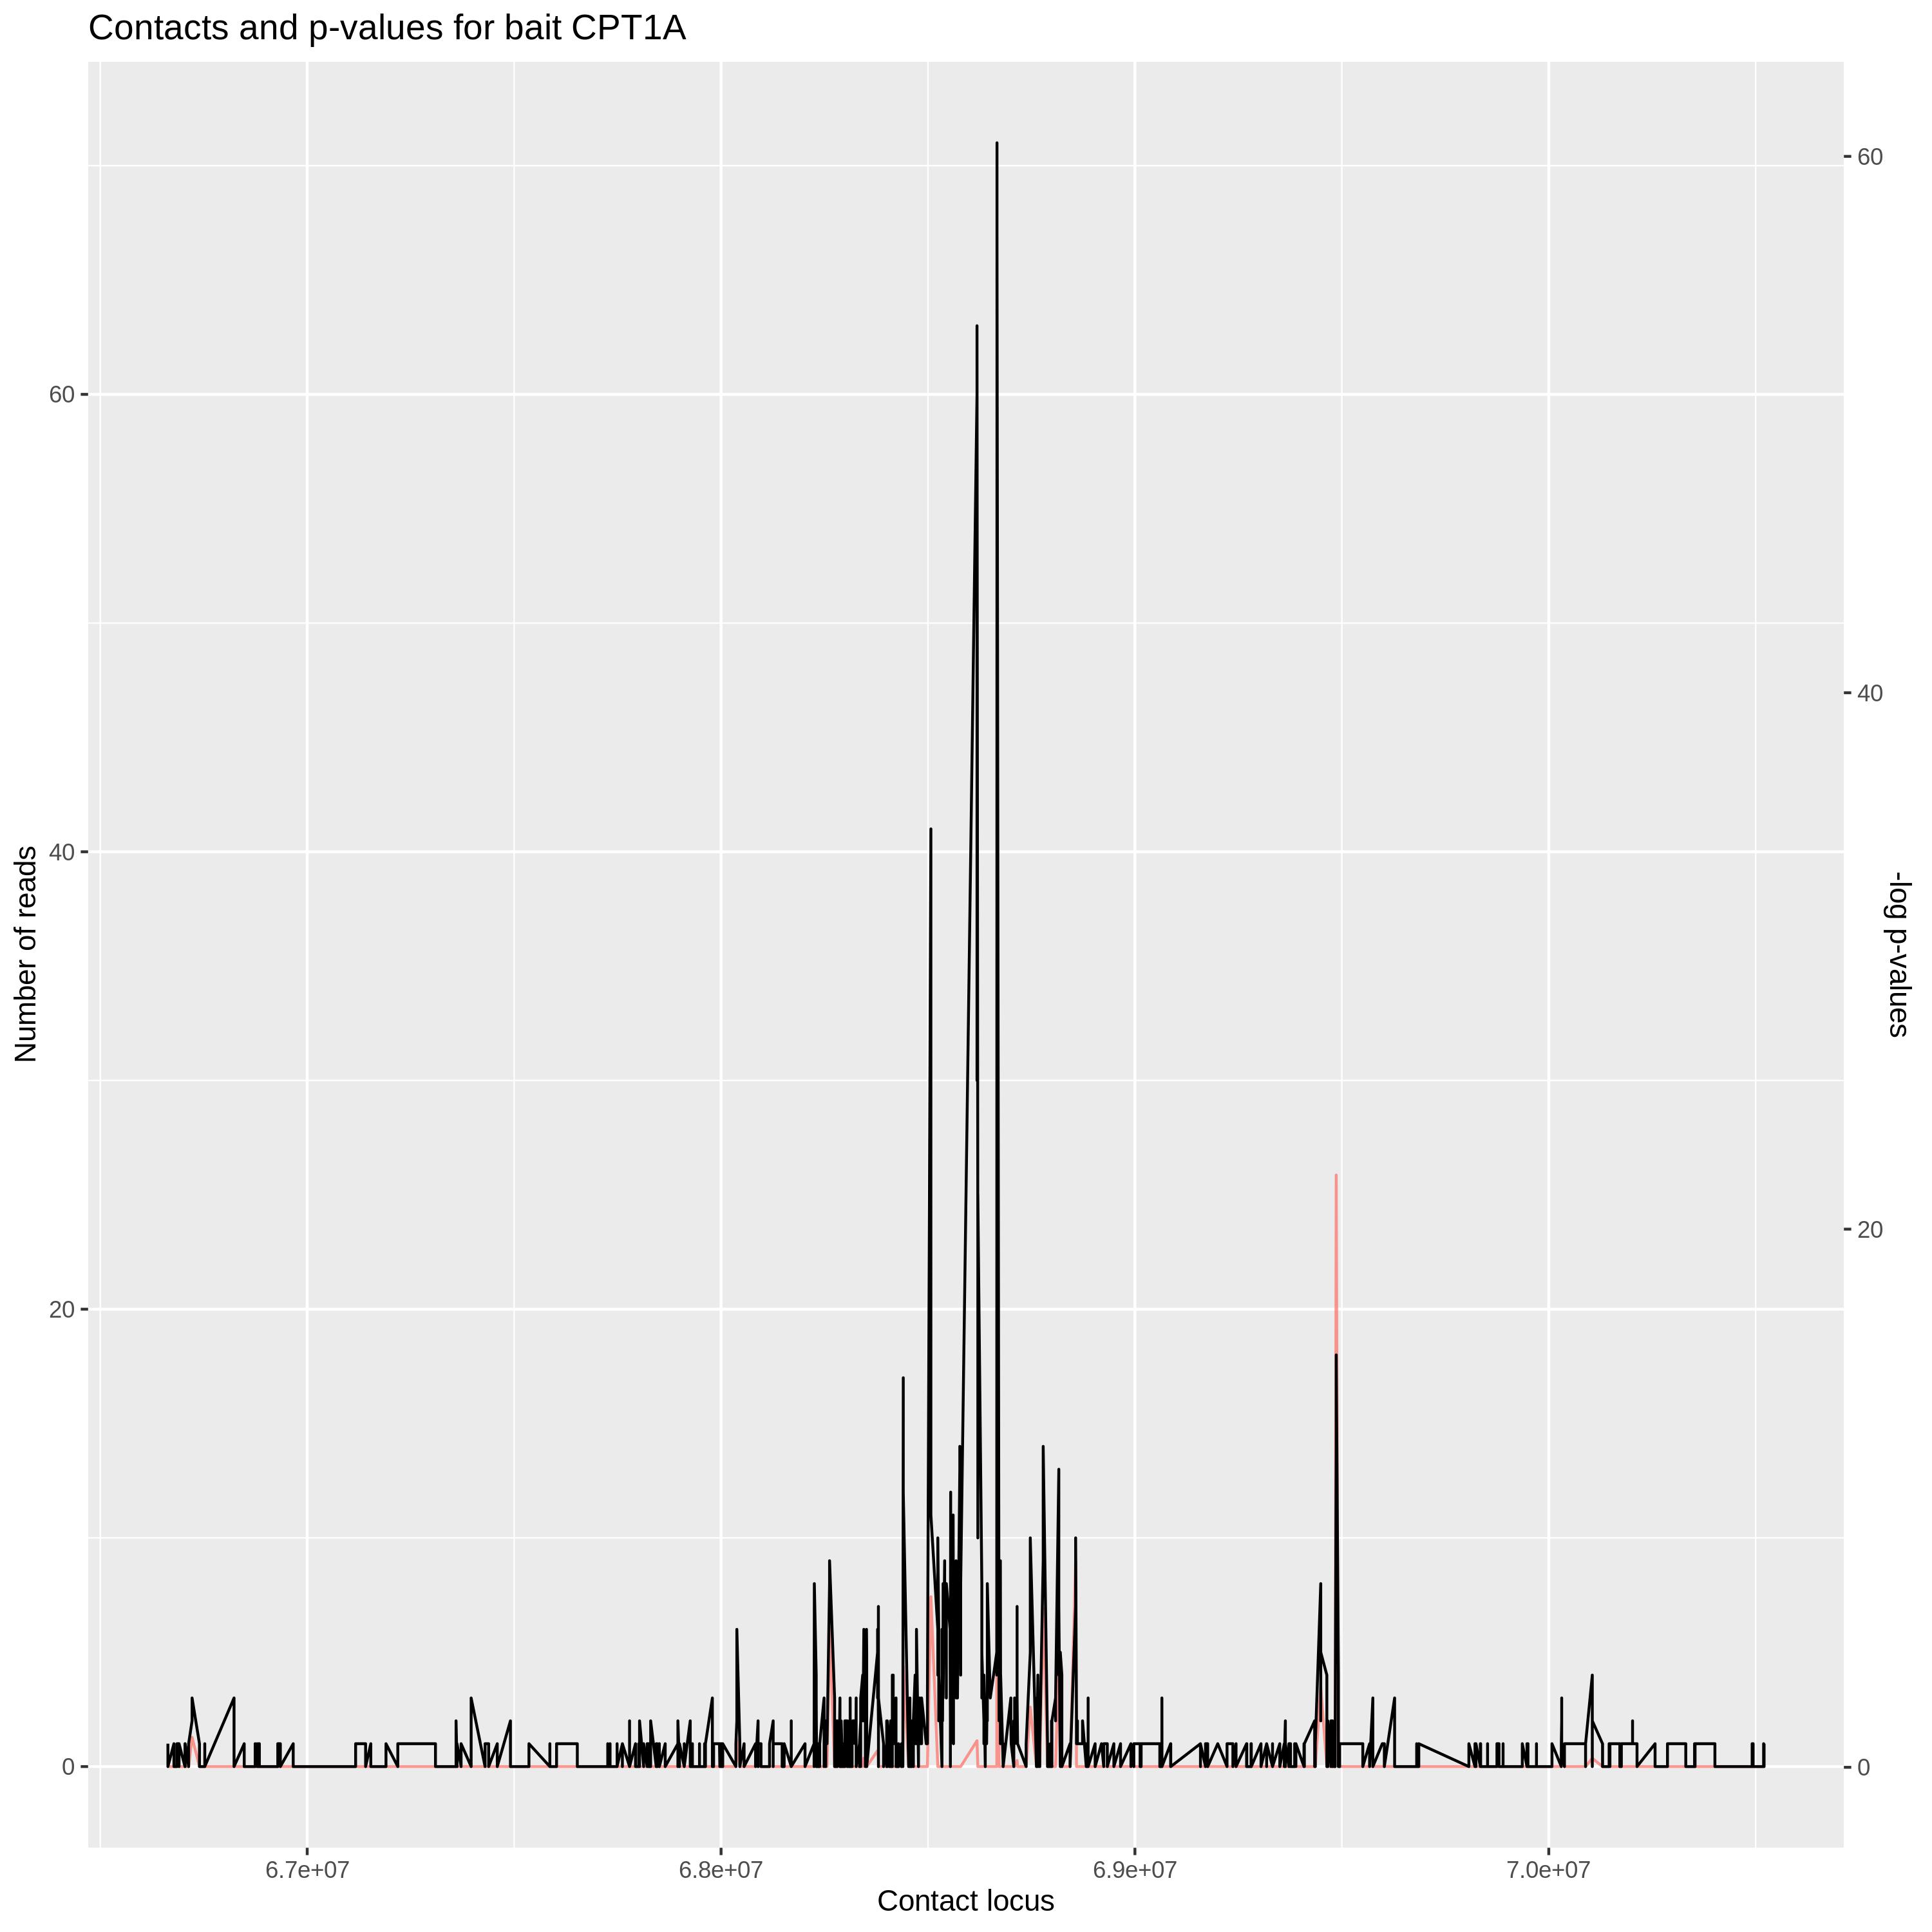 Contacts and p-values for bait CPT1A
60
40
20
0
Number of reads
60
40
20
0
-log p-values
6.7e+07
6.8e+07
6.9e+07
7.0e+07
Contact locus